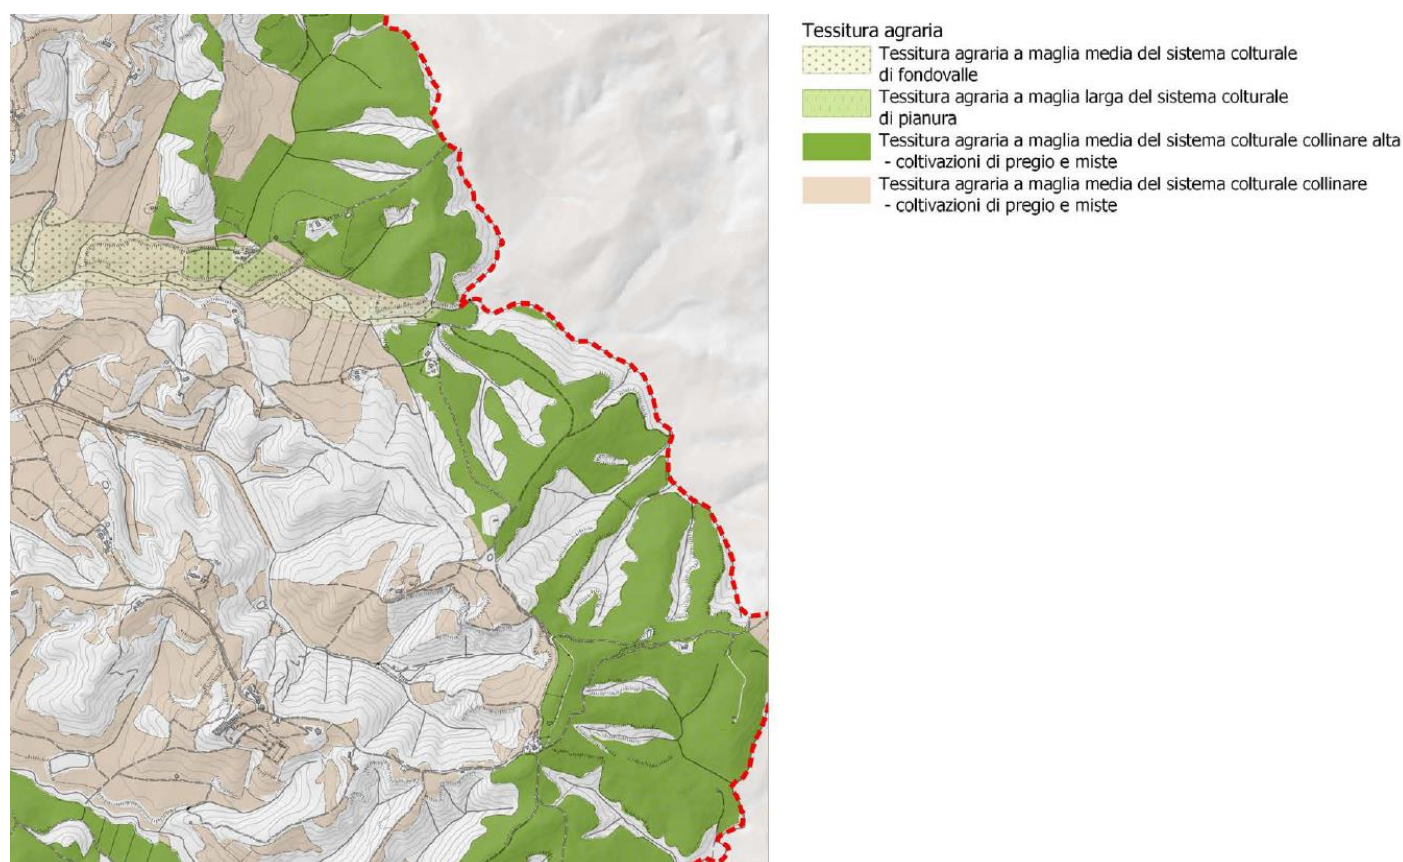 Tessitura agraria
Tessitura agraria a maglia media del sistema colturale
di fondovalle
Tessitura agraria a maglia larga del sistema colturale
di pianura
Tessitura agraria a maglia media del sistema colturale collinare alta
- coltivazioni di pregio e miste
Tessitura agraria a maglia media del sistema colturale collinare
- coltivazioni di pregio e miste